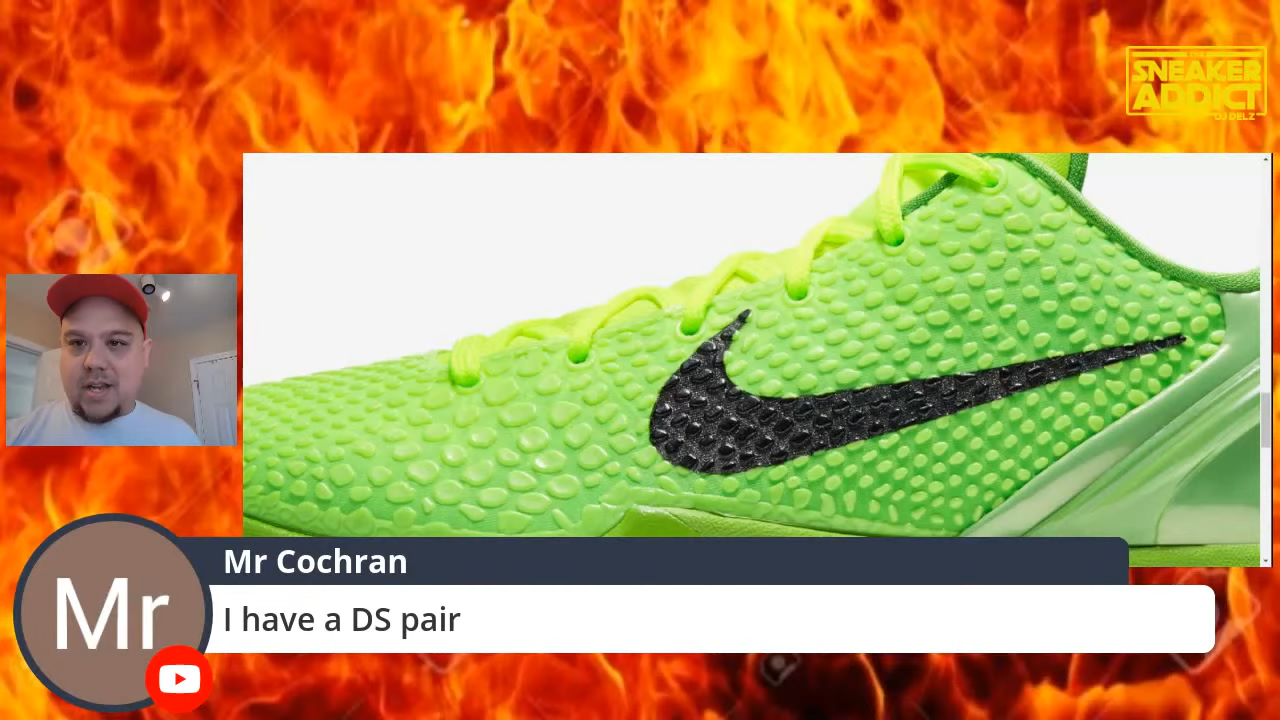 SNEAKER
ADDICT
DJ DELZ
Mr Cochran
Mr
I have a DS pair